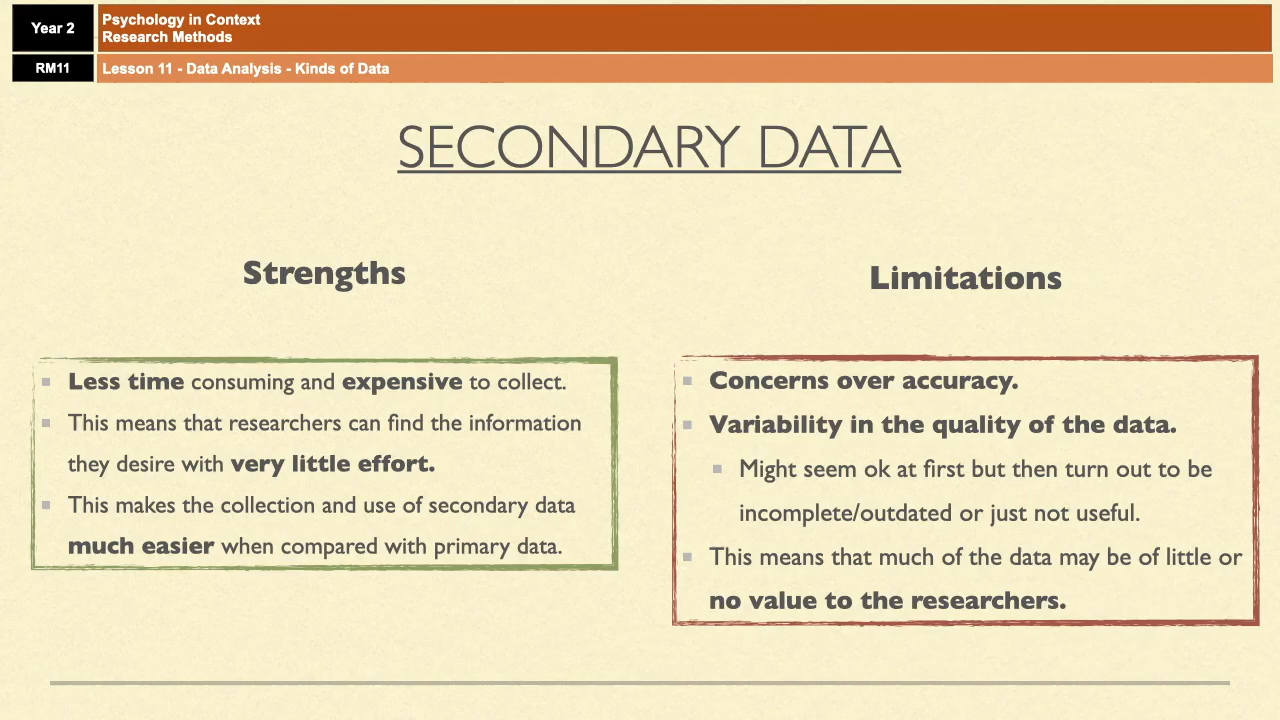 Year 2
Psychology in Context
Research Methods
RM11
Lesson 11 - Data Analysis - Kinds of Data
SECONDARY DATA
Strengths
Less time consuming and expensive to collect.
This means that researchers can find the information
they desire with very little effort.
This makes the collection and use of secondary data
much easier when compared with primary data.
Limitations
Concerns over accuracy.
Variability in the quality of the data.
Might seem ok at first but then turn out to be
incomplete/outdated or just not useful.
This means that much of the data may be of little or
no value to the researchers.